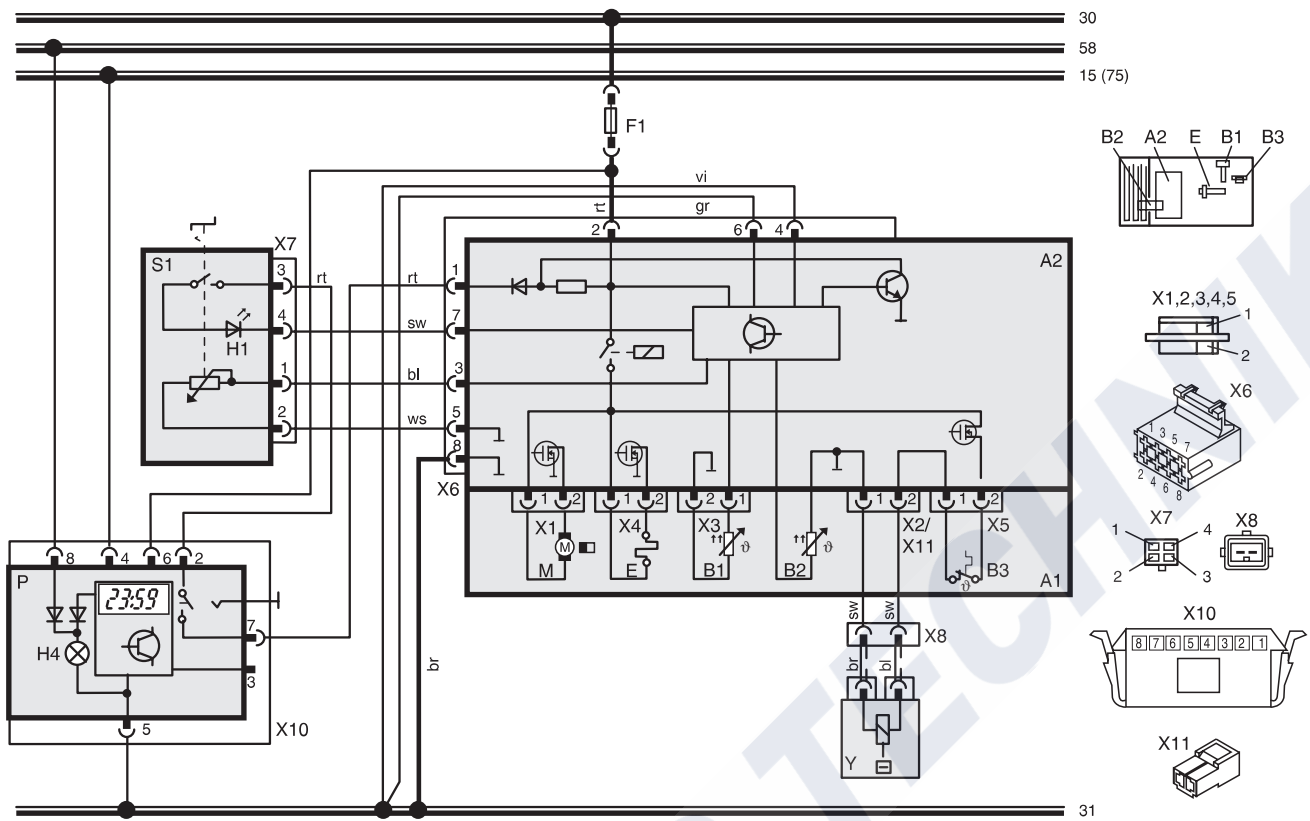 30
58
15 (75)
F1
B2 A2 E B1 B3
vi
rt
gr
2 6 4
S1
X7
3
rt
rt
1
A2
X1,2,3,4,5
1
2
4
sw
7
H1
1
bl
3
X6
2
ws
5
8
1 3 5 7
2 4 6 8
X6
1 2 1 2 2 1 1 2 1 2
X1
X4
X3
X2/
X11
X5
M
M
E
B1
ϑ
B2
ϑ
ϑ
B3
A1
X7
X8
1
4
2
3
8 4 6 2
P
23:59
7
H4
3
5
X10
br
sw
sw
X8
br
bl
Y
X10
8 7 6 5 4 3 2 1
X11
31
TECHNIK